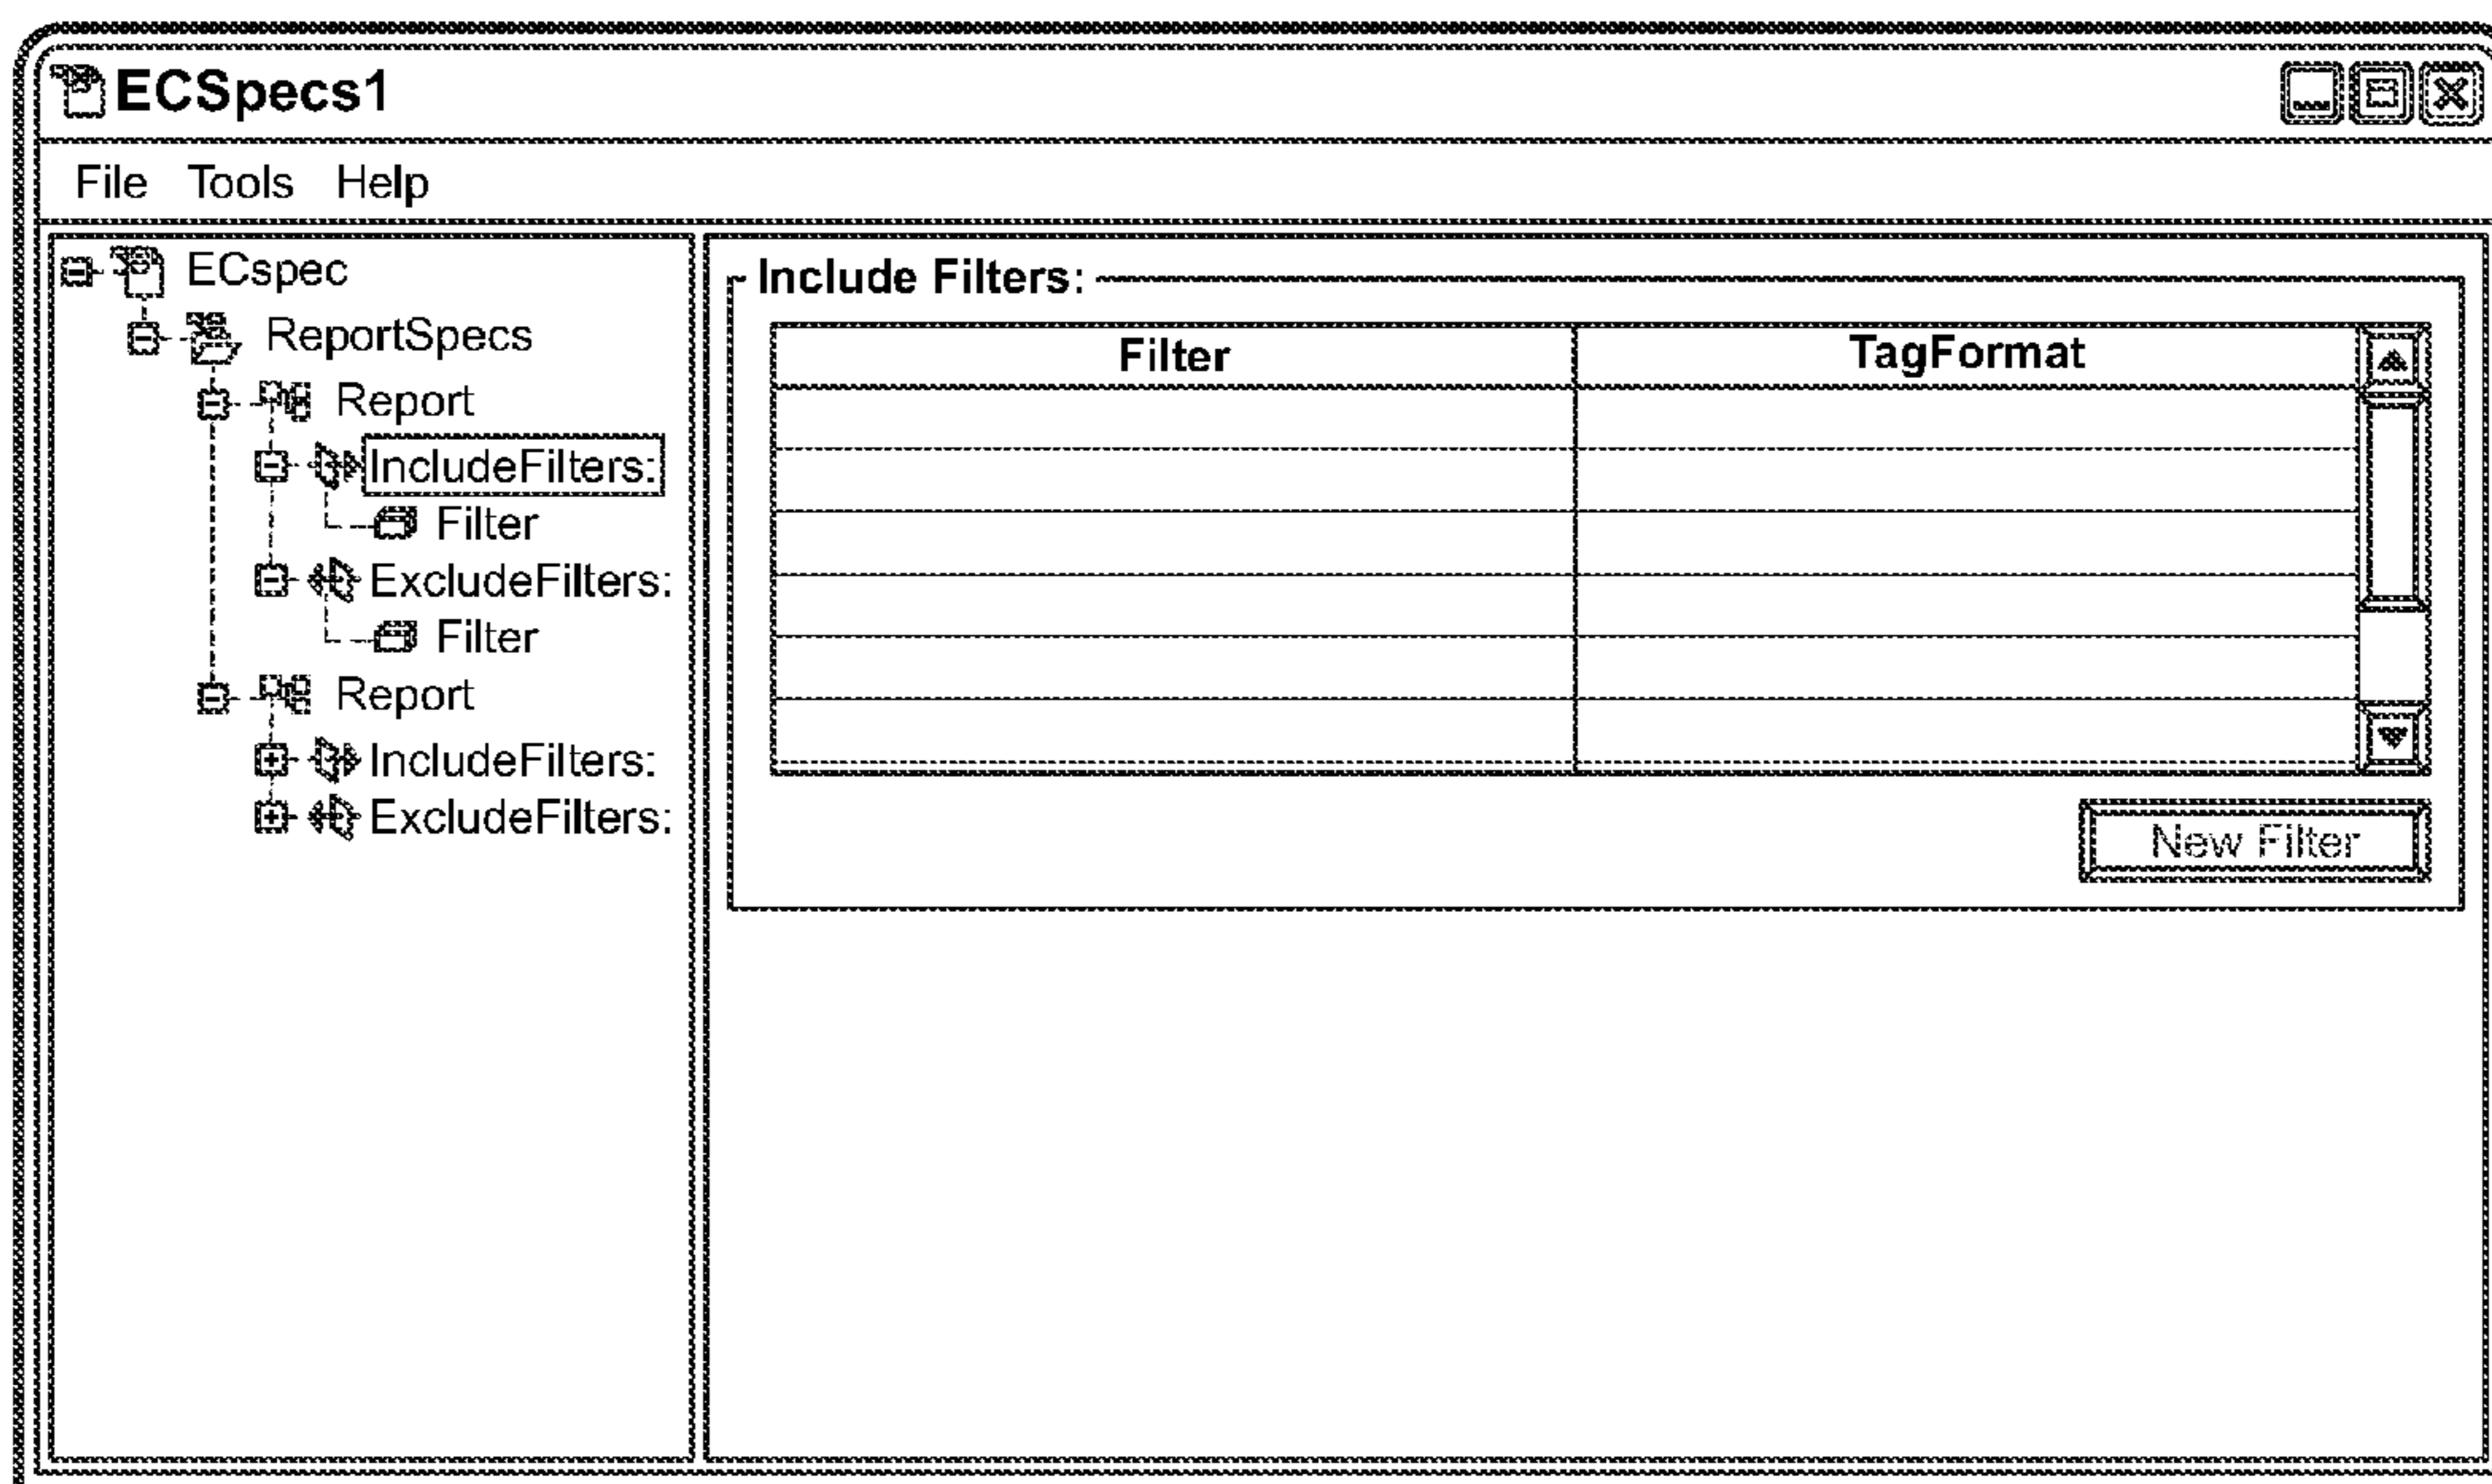 ECSpecs1
File Tools Help
ECspec
ReportSpecs
Report
IncludeFilters:
Filter
ExcludeFilters:
Filter
Report
IncludeFilters:
ExcludeFilters:
Include Filters:
Filter TagFormat
New Filter